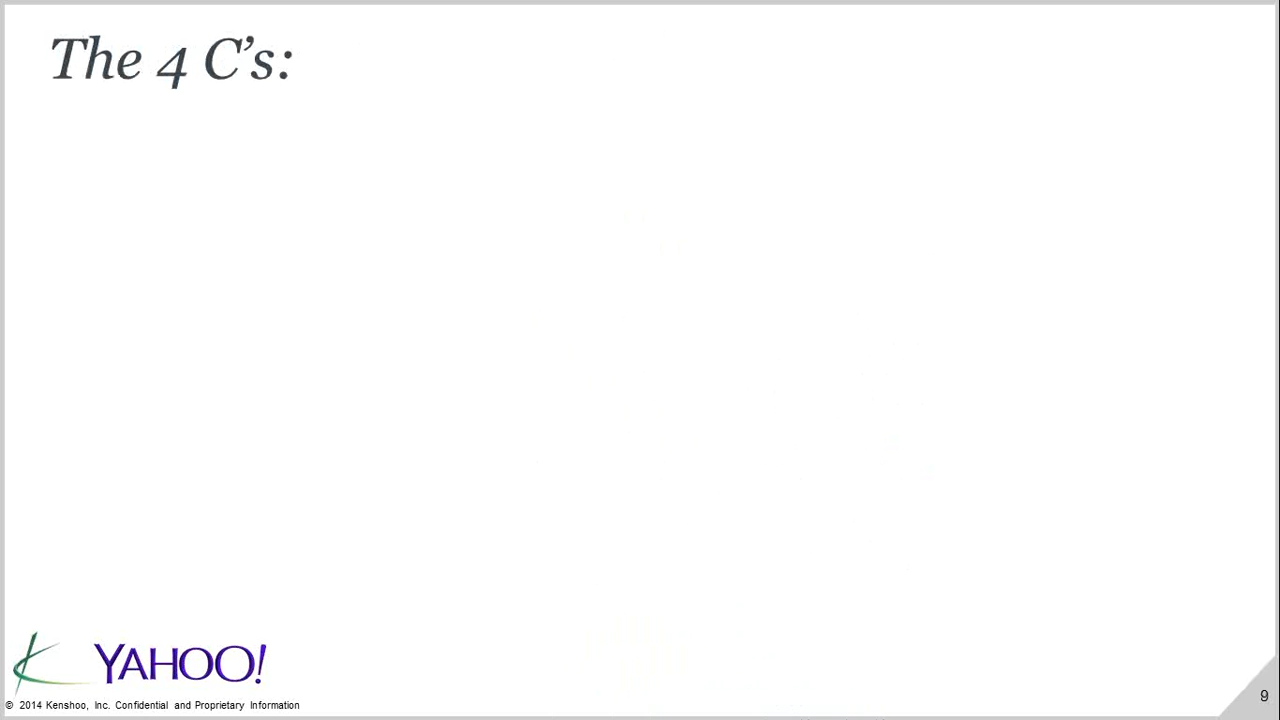 The 4 C’s:
YAHOO!
© 2014 Kenshoo, Inc. Confidential and Proprietary Information
9